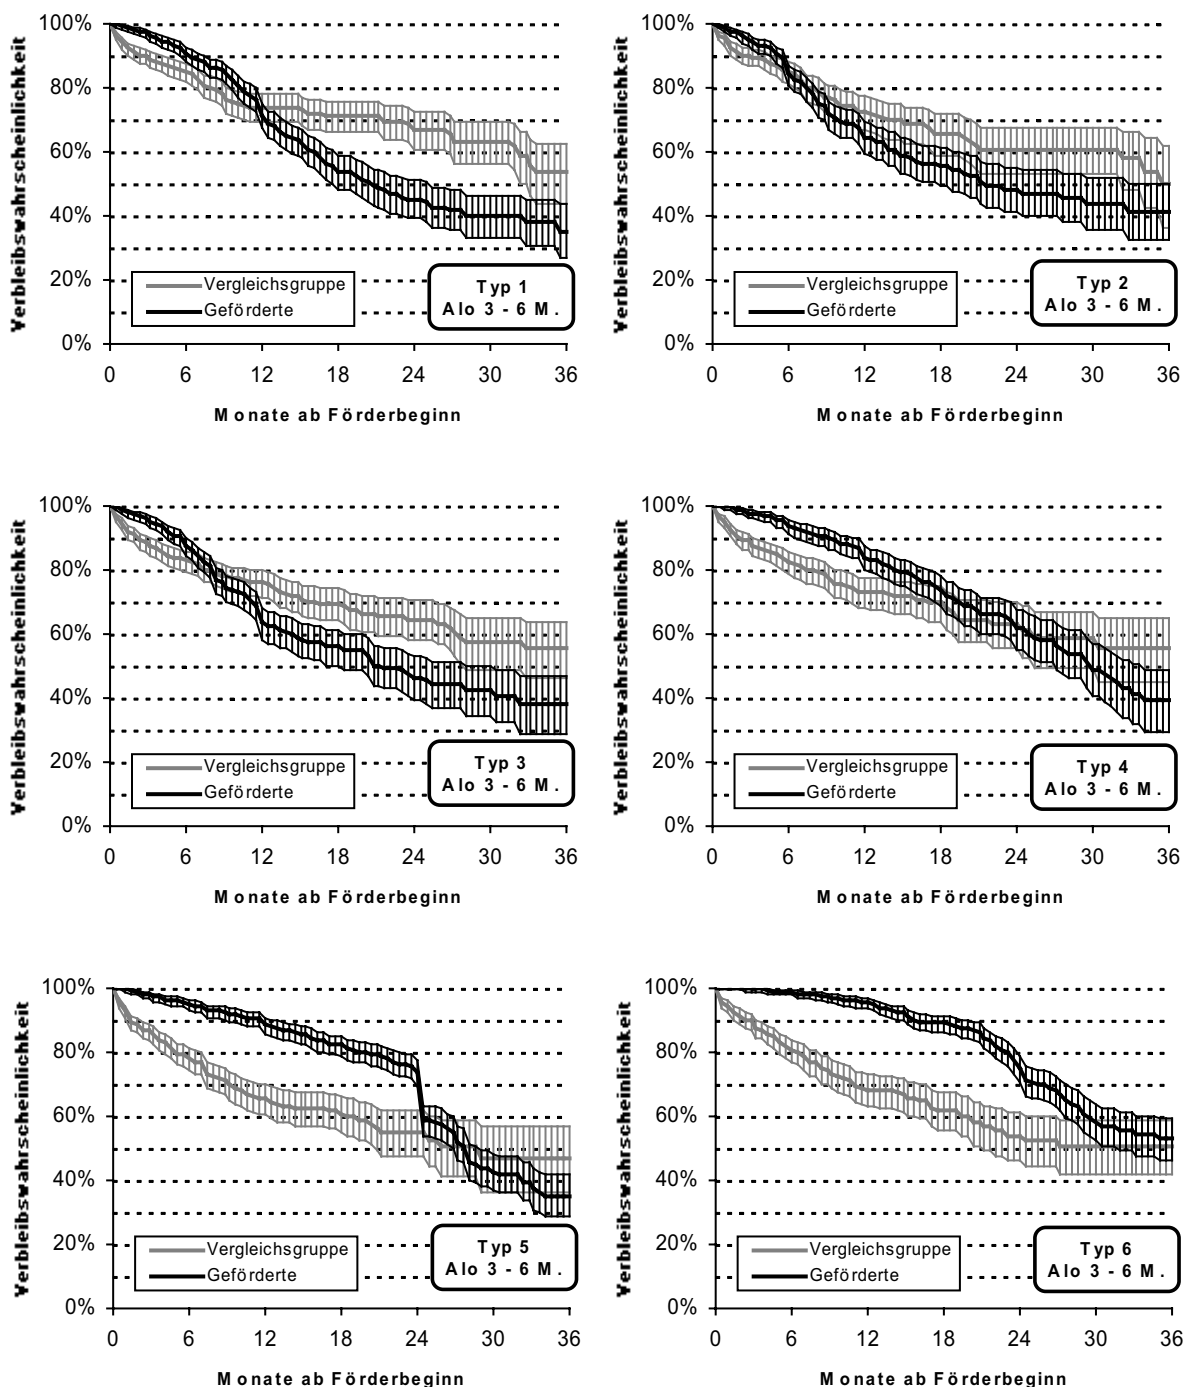 100%
80%
60%
40%
20%
0%
Verbleibswahrscheinlichkeit
Vergleichsgruppe
Geförderte
Typ 1
Alo 3 - 6 M.
0 6 12 18 24 30 36
Monate ab Förderbeginn
100%
80%
60%
40%
20%
0%
Verbleibswahrscheinlichkeit
Vergleichsgruppe
Geförderte
Typ 2
Alo 3 - 6 M.
0 6 12 18 24 30 36
Monate ab Förderbeginn
100%
80%
60%
40%
20%
0%
Verbleibswahrscheinlichkeit
Vergleichsgruppe
Geförderte
Typ 3
Alo 3 - 6 M.
0 6 12 18 24 30 36
Monate ab Förderbeginn
100%
80%
60%
40%
20%
0%
Verbleibswahrscheinlichkeit
Vergleichsgruppe
Geförderte
Typ 4
Alo 3 - 6 M.
0 6 12 18 24 30 36
Monate ab Förderbeginn
100%
80%
60%
40%
20%
0%
Verbleibswahrscheinlichkeit
Vergleichsgruppe
Geförderte
Typ 5
Alo 3 - 6 M.
0 6 12 18 24 30 36
Monate ab Förderbeginn
100%
80%
60%
40%
20%
0%
Verbleibswahrscheinlichkeit
Vergleichsgruppe
Geförderte
Typ 6
Alo 3 - 6 M.
0 6 12 18 24 30 36
Monate ab Förderbeginn